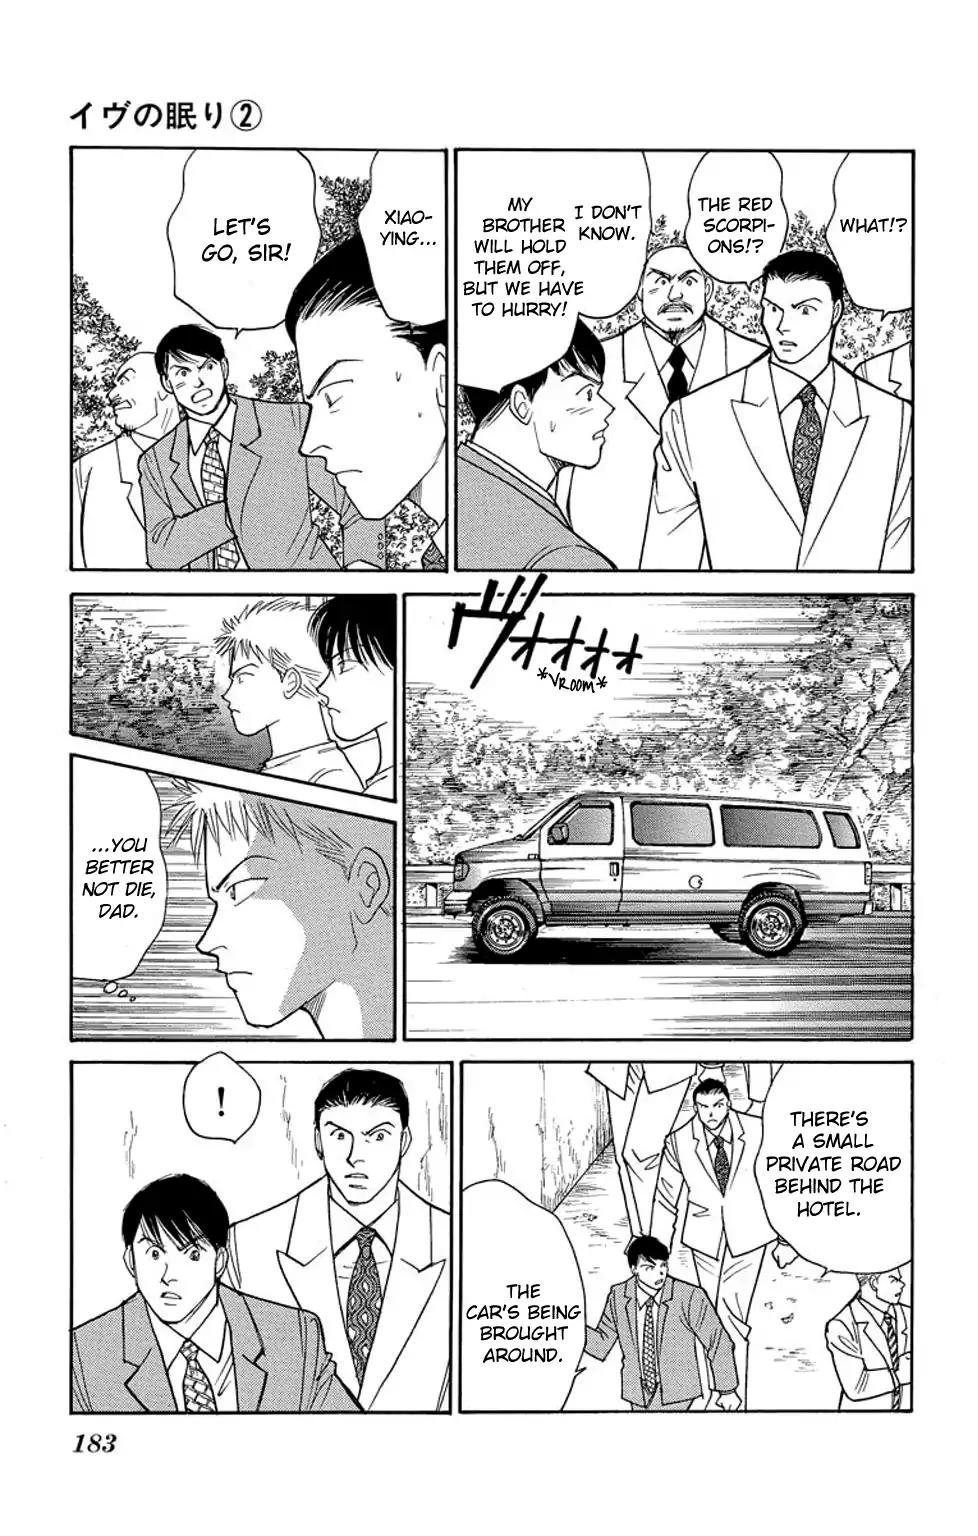 イヴの眠り②
WHAT!?
THE RED
SCORPI-
ONS!?
I DON'T
KNOW.
MY
BROTHER
WILL HOLD
THEM OFF,
BUT WE HAVE
TO HURRY!
XIAO-
YING...
LET'S
GO, SIR!
ヴォオオオオ
*VROOM*
...YOU
BETTER
NOT DIE,
DAD.
THERE'S
A SMALL
PRIVATE ROAD
BEHIND THE
HOTEL.
THE
CAR'S BEING
BROUGHT
AROUND.
!
183